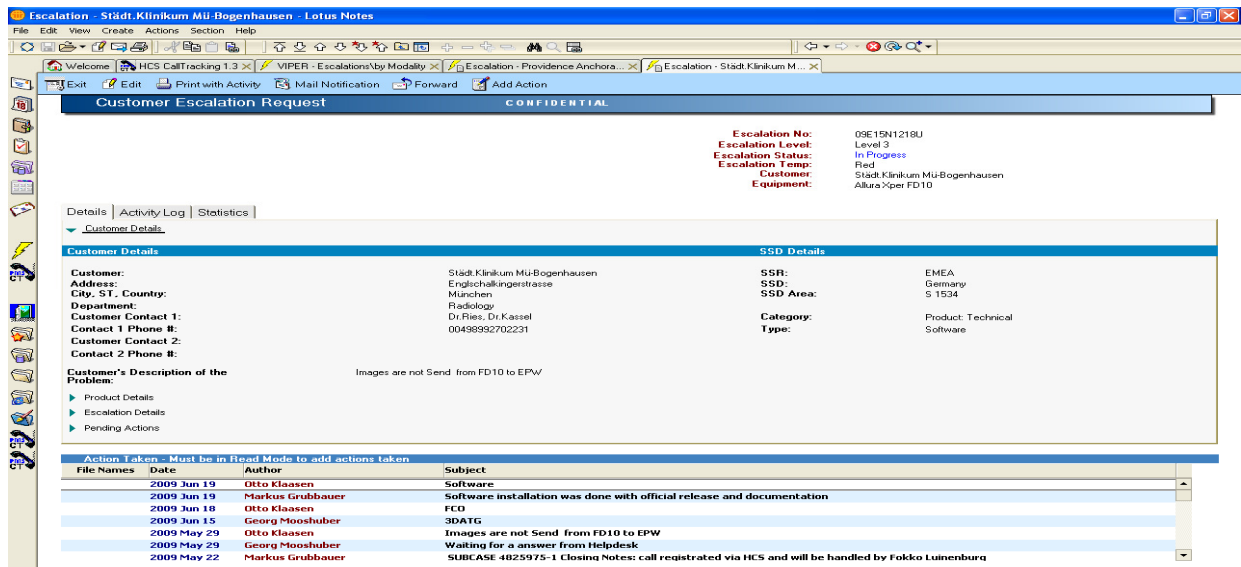 Escalation - Städt.Klinikum Mü-Bogenhausen - Lotus Notes
File Edit View Create Actions Section Help
Welcome HCS CallTracking 1.3 VIPER - Escalations\by Modality Escalation - Providence Anchora... Escalation - Städt.Klinikum M...
Exit Edit Print with Activity Mail Notification Forward Add Action
Customer Escalation Request CONFIDENTIAL
Escalation No: 09E15N1218U
Escalation Level: Level 3
Escalation Status: In Progress
Escalation Temp: Red
Customer: Städt.Klinikum Mü-Bogenhausen
Equipment: Allura Xper FD10
Details Activity Log Statistics
Customer Details
Customer Details SSD Details
Customer: Städt.Klinikum Mü-Bogenhausen SSR: EMEA
Address: Englschalkingerstrasse SSD: Germany
City, ST, Country: München SSD Area: S 1534
Department: Radiology
Customer Contact 1: Dr.Ries, Dr.Kassel Category: Product: Technical
Contact 1 Phone #: 00498992702231 Type: Software
Customer Contact 2:
Contact 2 Phone #:
Customer's Description of the Images are not Send from FD10 to EPW
Problem:
Product Details
Escalation Details
Pending Actions
Action Taken - Must be in Read Mode to add actions taken
File Names Date Author Subject
2009 Jun 19 Otto Klaasen Software
2009 Jun 19 Markus Grubbauer Software installation was done with official release and documentation
2009 Jun 18 Otto Klaasen FCO
2009 Jun 15 Georg Mooshuber 3DATG
2009 May 29 Otto Klaasen Images are not Send from FD10 to EPW
2009 May 29 Georg Mooshuber Waiting for a answer from Helpdesk
2009 May 22 Markus Grubbauer SUBCASE 4825975-1 Closing Notes: call registrated via HCS and will be handled by Fokko Luinenburg